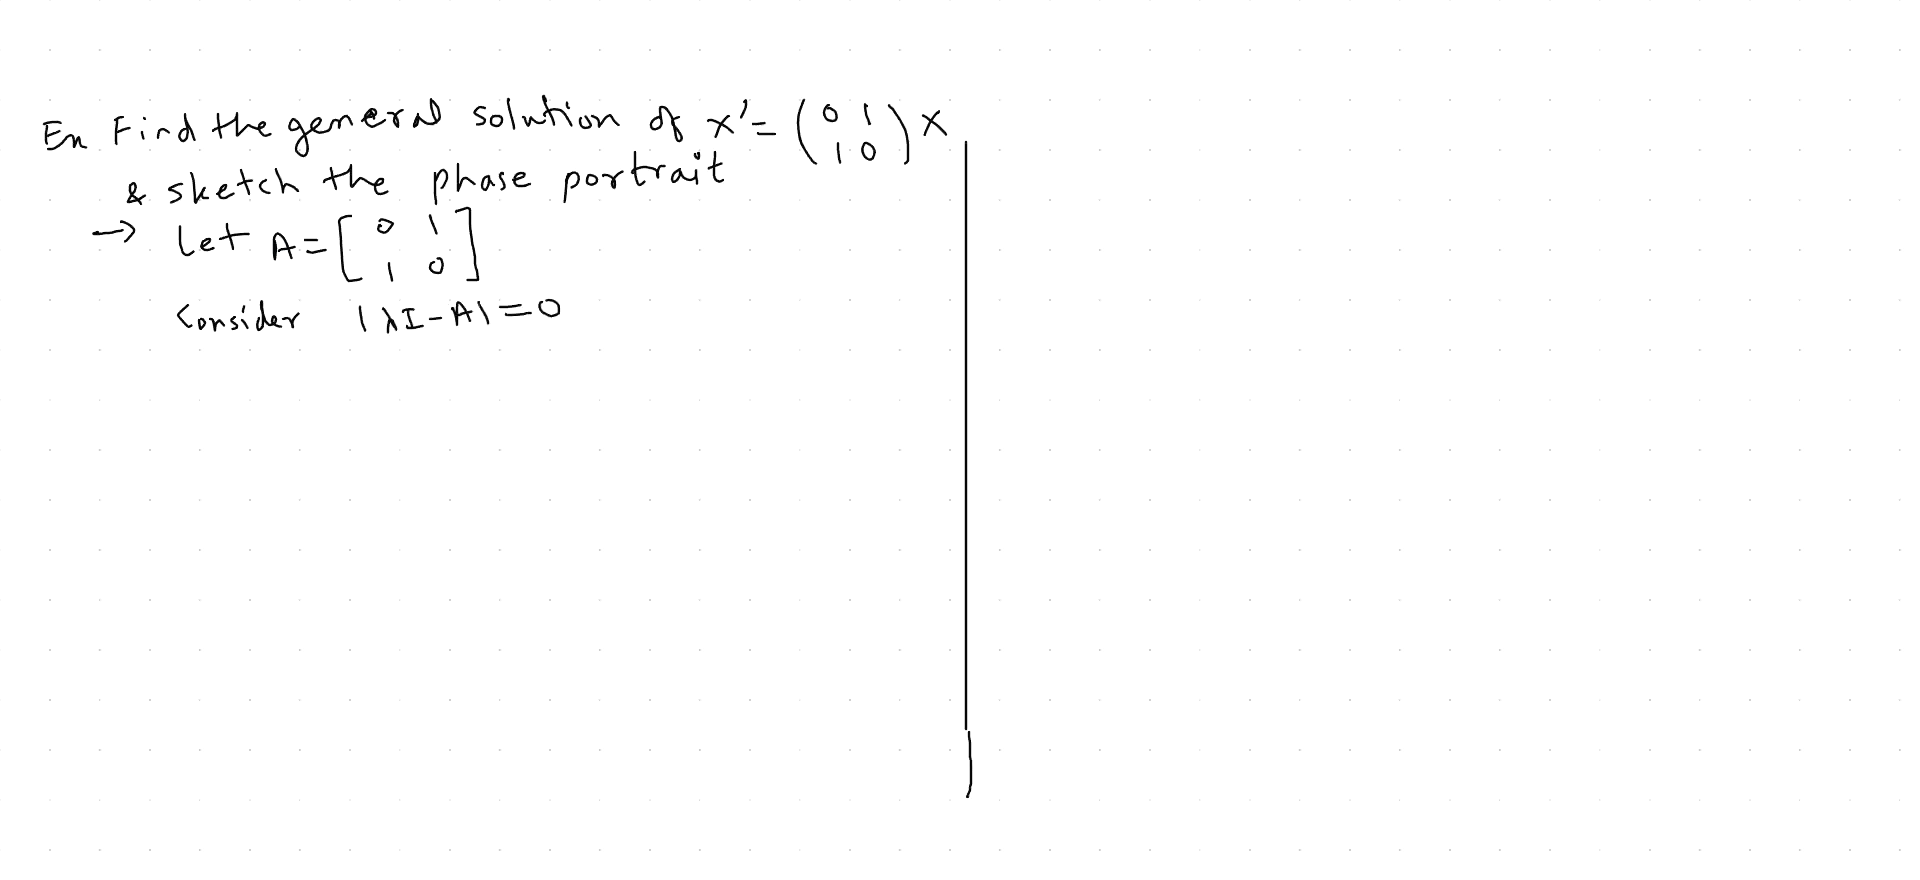 En Find the general solution of x' = (0 1
1 0) x
& sketch the phase portrait
→ Let A = [0 1
1 0]
Consider |λI - A| = 0